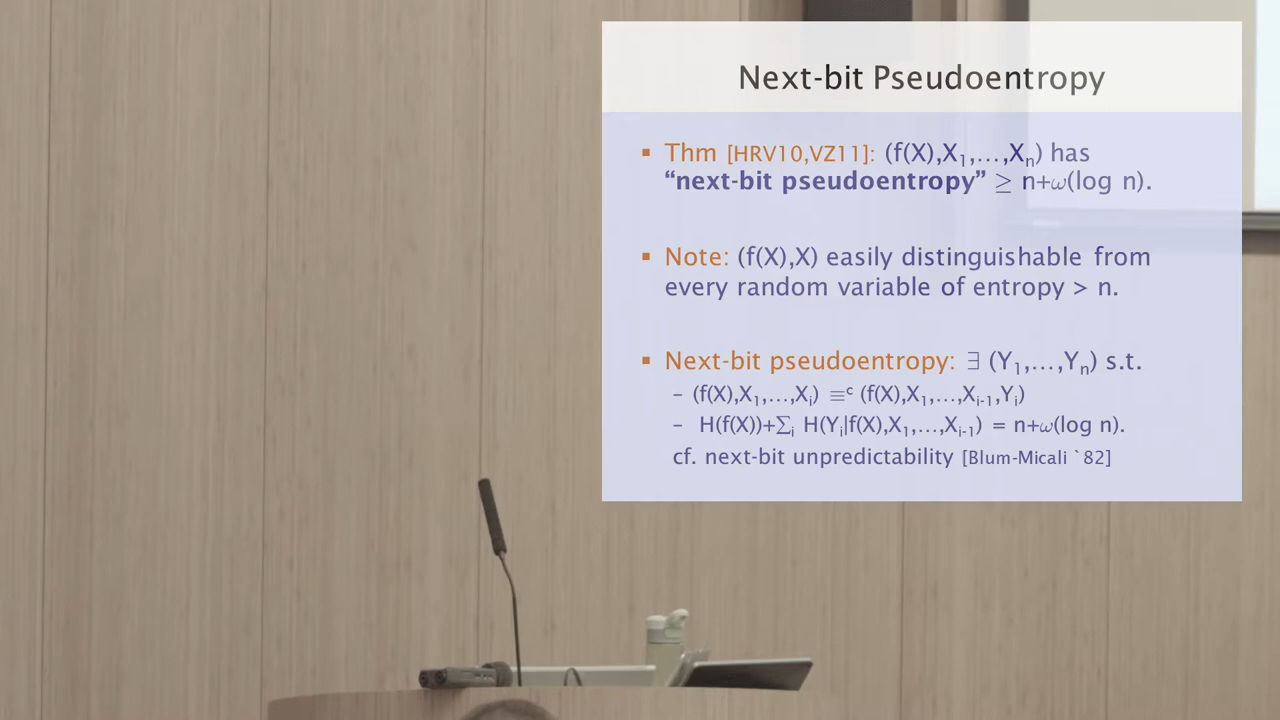 Next-bit Pseudoentropy
▪ Thm [HRV10,VZ11]: (f(X),X₁,…,Xₙ) has
“next-bit pseudoentropy” ≥ n+ω(log n).
▪ Note: (f(X),X) easily distinguishable from
every random variable of entropy > n.
▪ Next-bit pseudoentropy: ∃ (Y₁,…,Yₙ) s.t.
– (f(X),X₁,…,Xᵢ) ≡ᶜ (f(X),X₁,…,Xᵢ₋₁,Yᵢ)
– H(f(X))+∑ᵢ H(Yᵢ|f(X),X₁,…,Xᵢ₋₁) = n+ω(log n).
cf. next-bit unpredictability [Blum-Micali `82]